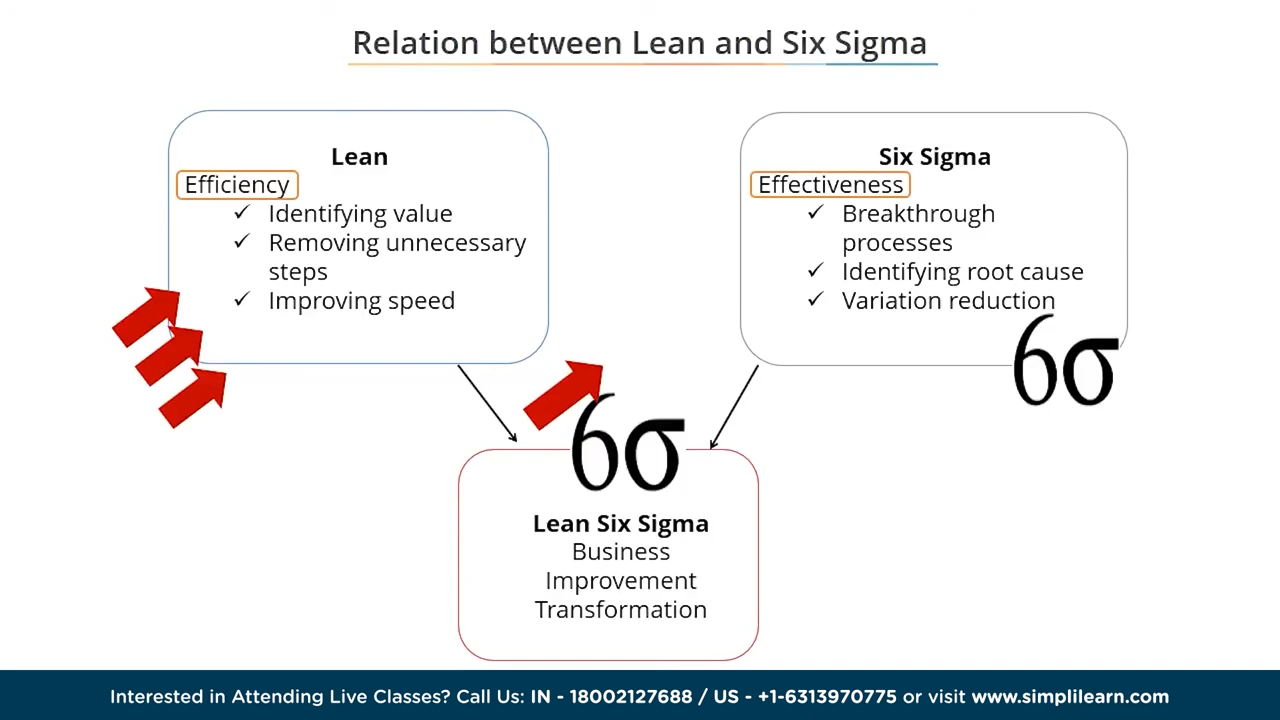 Relation between Lean and Six Sigma
Lean
Efficiency
✓ Identifying value
✓ Removing unnecessary
steps
✓ Improving speed
Six Sigma
Effectiveness
✓ Breakthrough
processes
✓ Identifying root cause
✓ Variation reduction
6σ
6σ
Lean Six Sigma
Business
Improvement
Transformation
Interested in Attending Live Classes? Call Us: IN - 18002127688 / US - +1-6313970775 or visit www.simplilearn.com